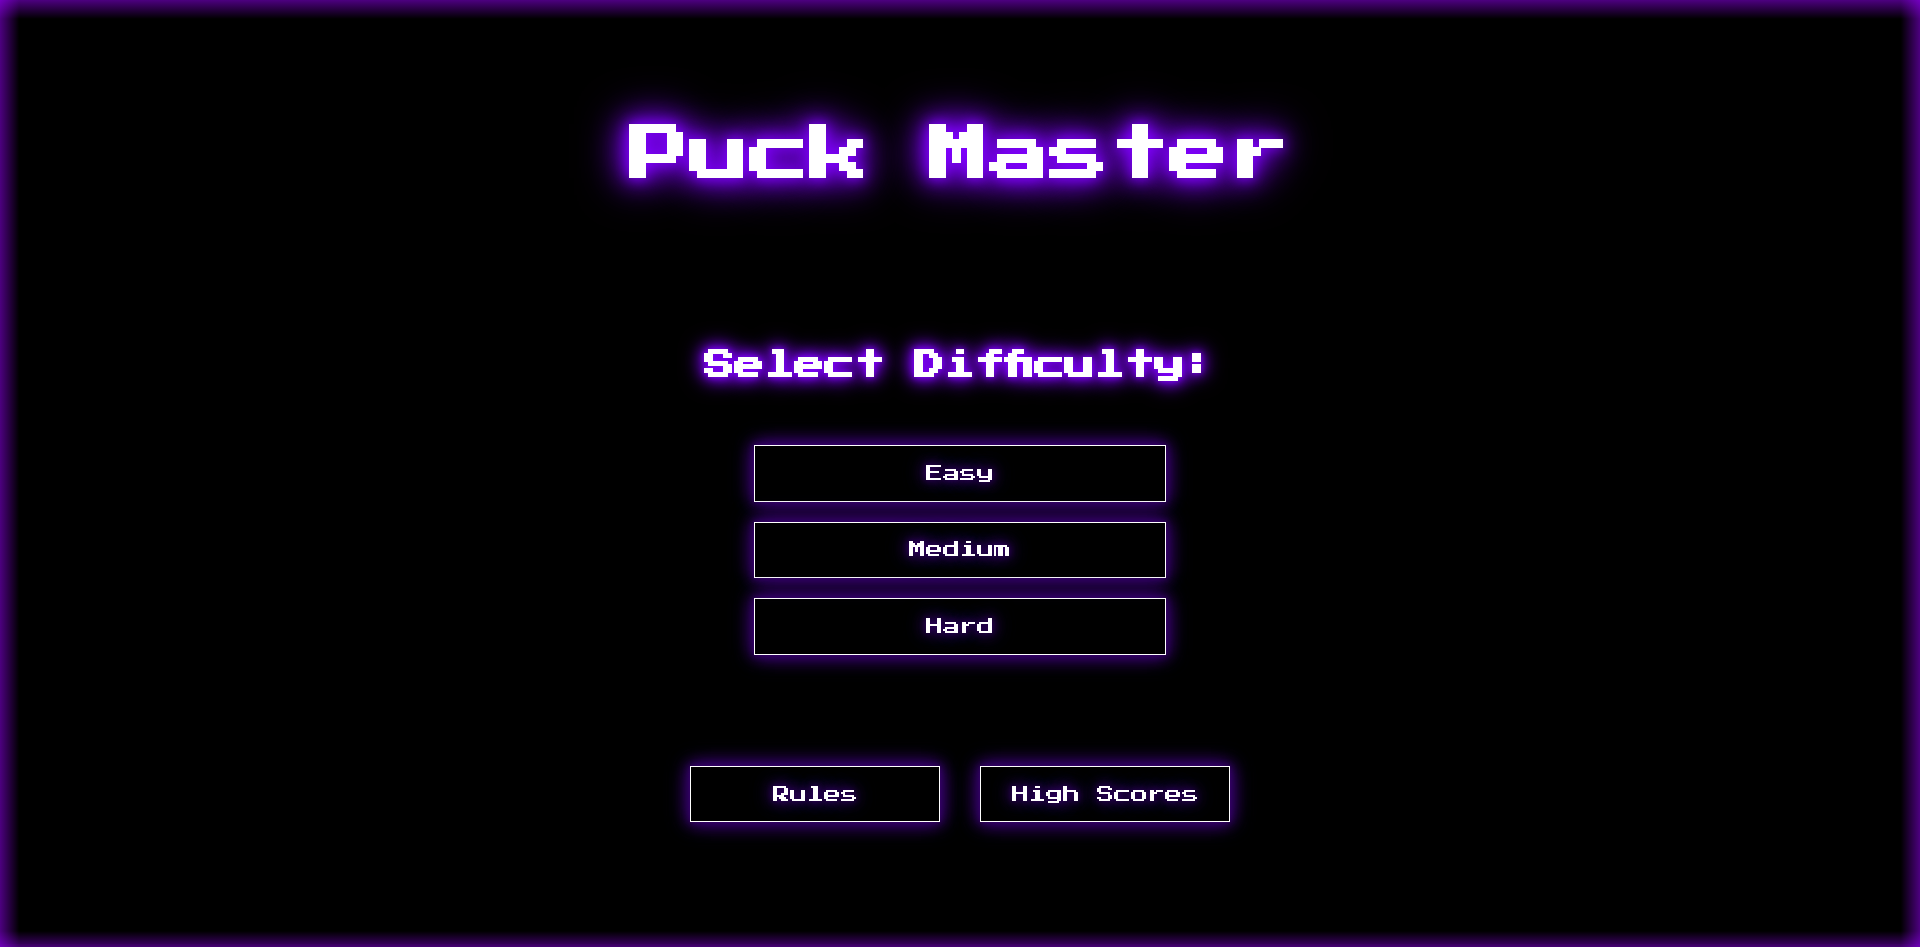 Puck Master
Select Difficulty:
Easy
Medium
Hard
Rules
High Scores